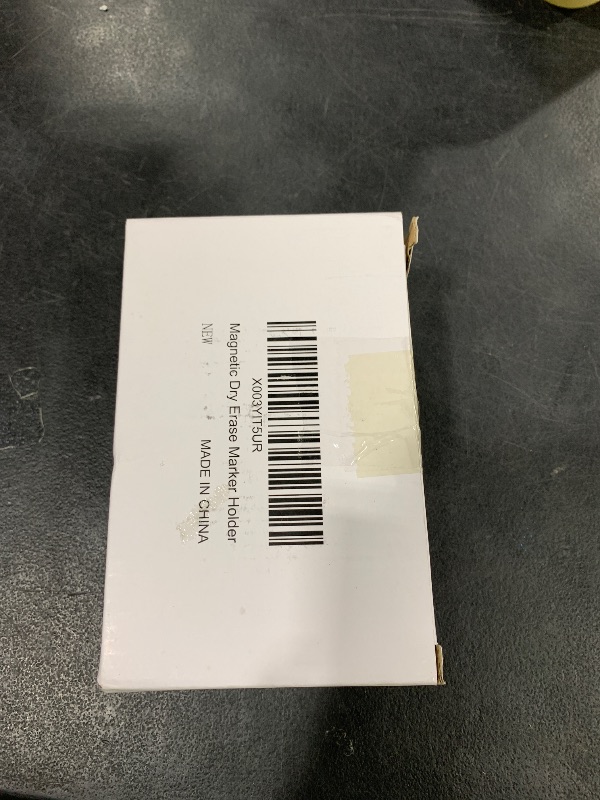 X003YIT5UR
Magnetic Dry Erase Marker Holder
NEW MADE IN CHINA